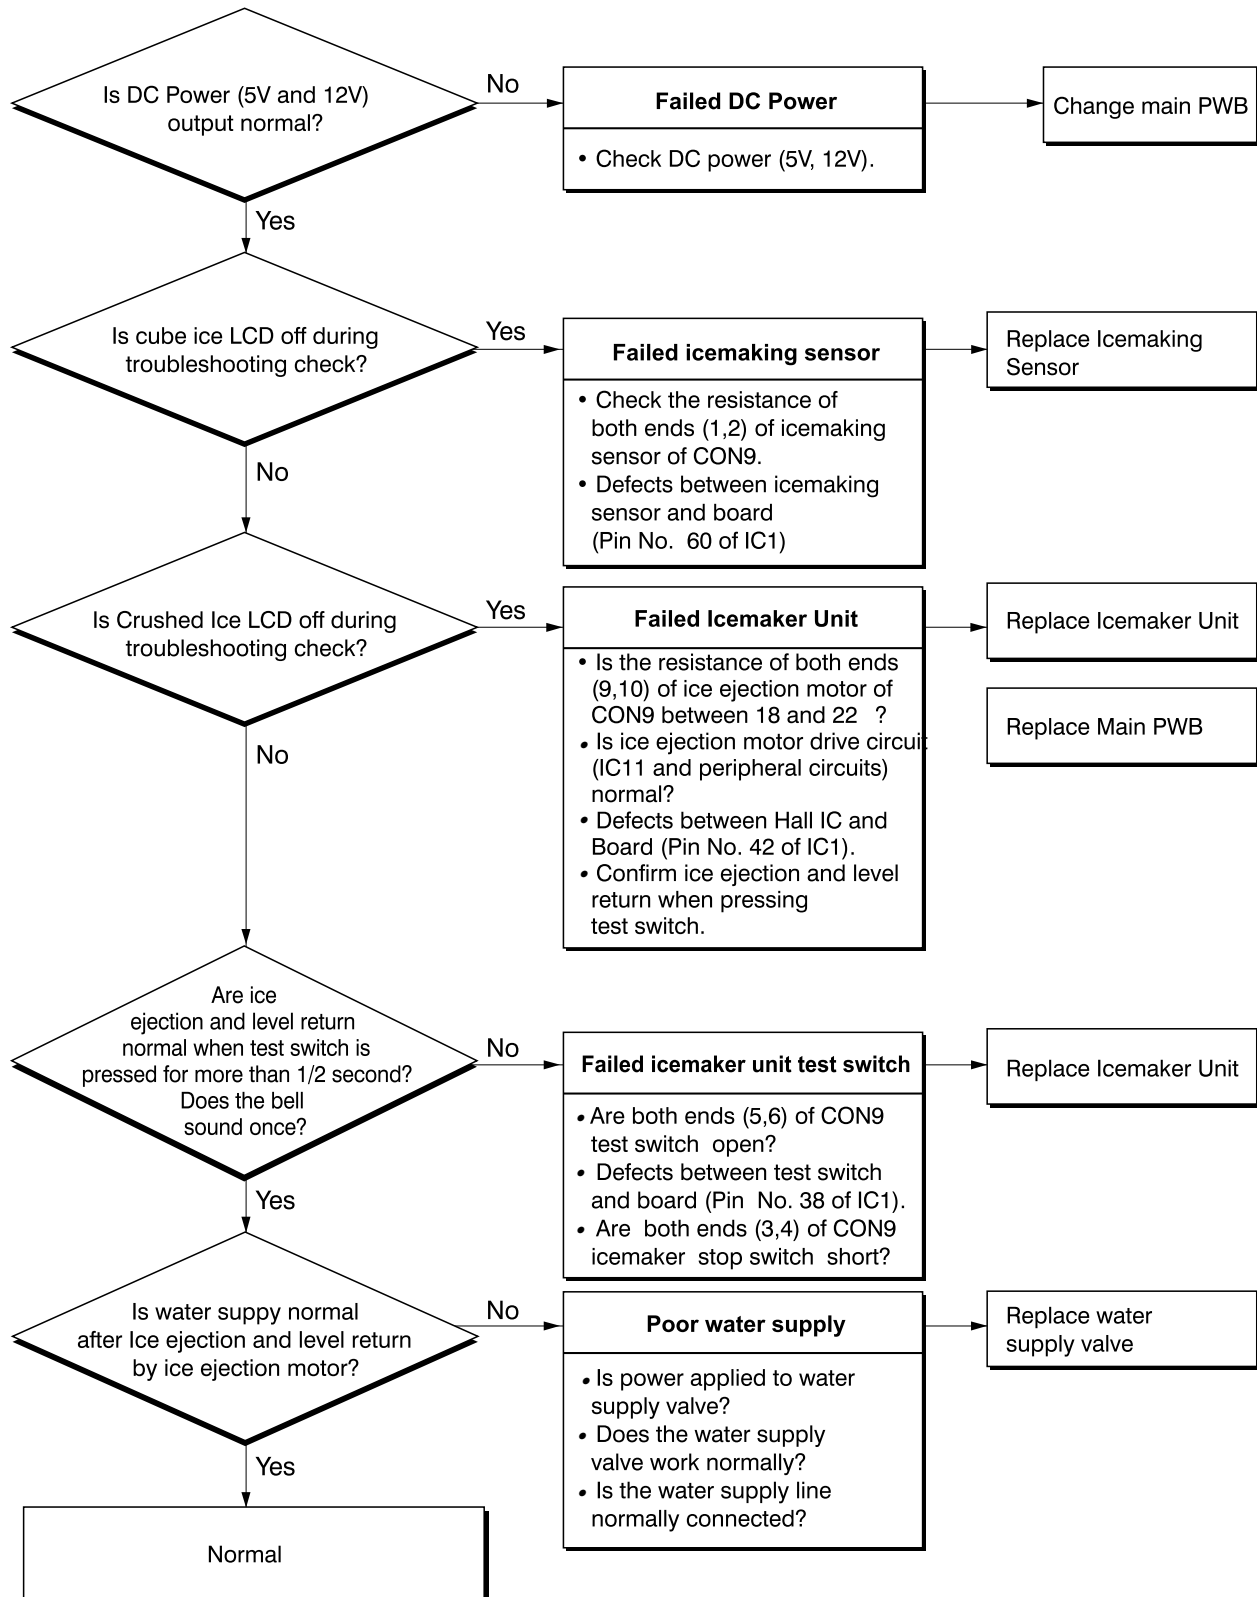 Is DC Power (5V and 12V)
output normal?
No
Failed DC Power
• Check DC power (5V, 12V).
Change main PWB
Yes
Is cube ice LCD off during
troubleshooting check?
Yes
Failed icemaking sensor
• Check the resistance of
both ends (1,2) of icemaking
sensor of CON9.
• Defects between icemaking
sensor and board
(Pin No. 60 of IC1)
Replace Icemaking
Sensor
No
Is Crushed Ice LCD off during
troubleshooting check?
Yes
Failed Icemaker Unit
• Is the resistance of both ends
(9,10) of ice ejection motor of
CON9 between 18 and 22 ?
• Is ice ejection motor drive circuit
(IC11 and peripheral circuits)
normal?
• Defects between Hall IC and
Board (Pin No. 42 of IC1).
• Confirm ice ejection and level
return when pressing
test switch.
Replace Icemaker Unit
Replace Main PWB
No
Are ice
ejection and level return
normal when test switch is
pressed for more than 1/2 second?
Does the bell
sound once?
No
Failed icemaker unit test switch
• Are both ends (5,6) of CON9
test switch open?
• Defects between test switch
and board (Pin No. 38 of IC1).
• Are both ends (3,4) of CON9
icemaker stop switch short?
Replace Icemaker Unit
Yes
Is water suppy normal
after Ice ejection and level return
by ice ejection motor?
No
Poor water supply
• Is power applied to water
supply valve?
• Does the water supply
valve work normally?
• Is the water supply line
normally connected?
Replace water
supply valve
Yes
Normal